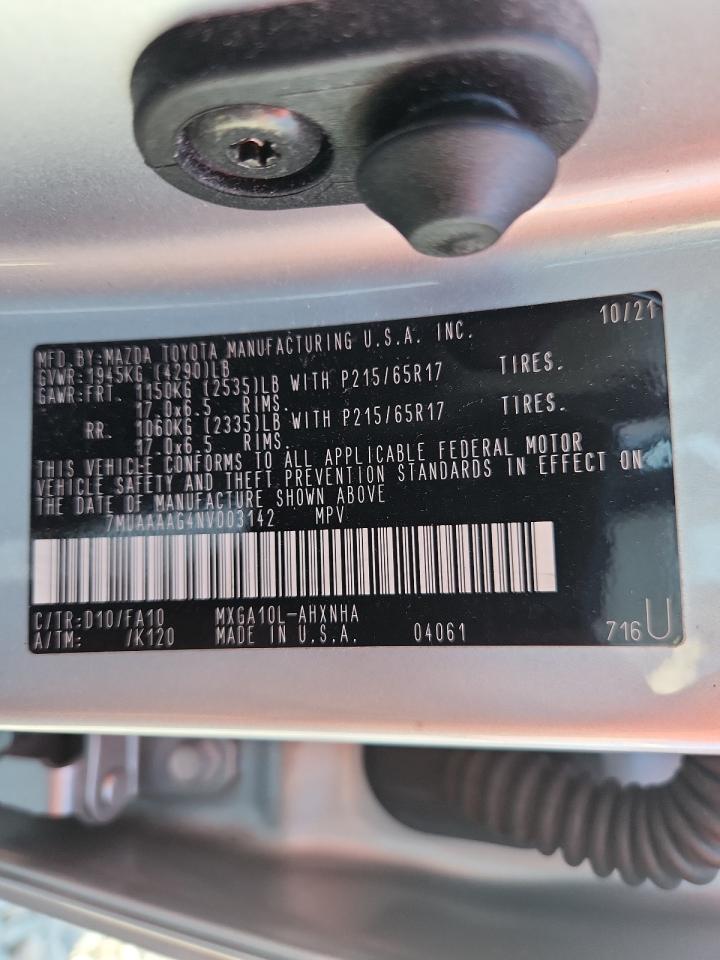 10/21
MFD. BY:MAZDA TOYOTA MANUFACTURING U.S.A. INC.
GVWR:1945KG (4290)LB
GAWR:FRT. 1150KG (2535)LB WITH P215/65R17 TIRES.
17.0x6.5 RIMS.
RR. 1060KG (2335)LB WITH P215/65R17 TIRES.
17.0x6.5 RIMS.
THIS VEHICLE CONFORMS TO ALL APPLICABLE FEDERAL MOTOR
VEHICLE SAFETY AND THEFT PREVENTION STANDARDS IN EFFECT ON
THE DATE OF MANUFACTURE SHOWN ABOVE
7MUAAAAG4NV003142 MPV
C/TR:D10/FA10 MXGA10L-AHXNHA
A/TM: /K120 MADE IN U.S.A. 04061 716U